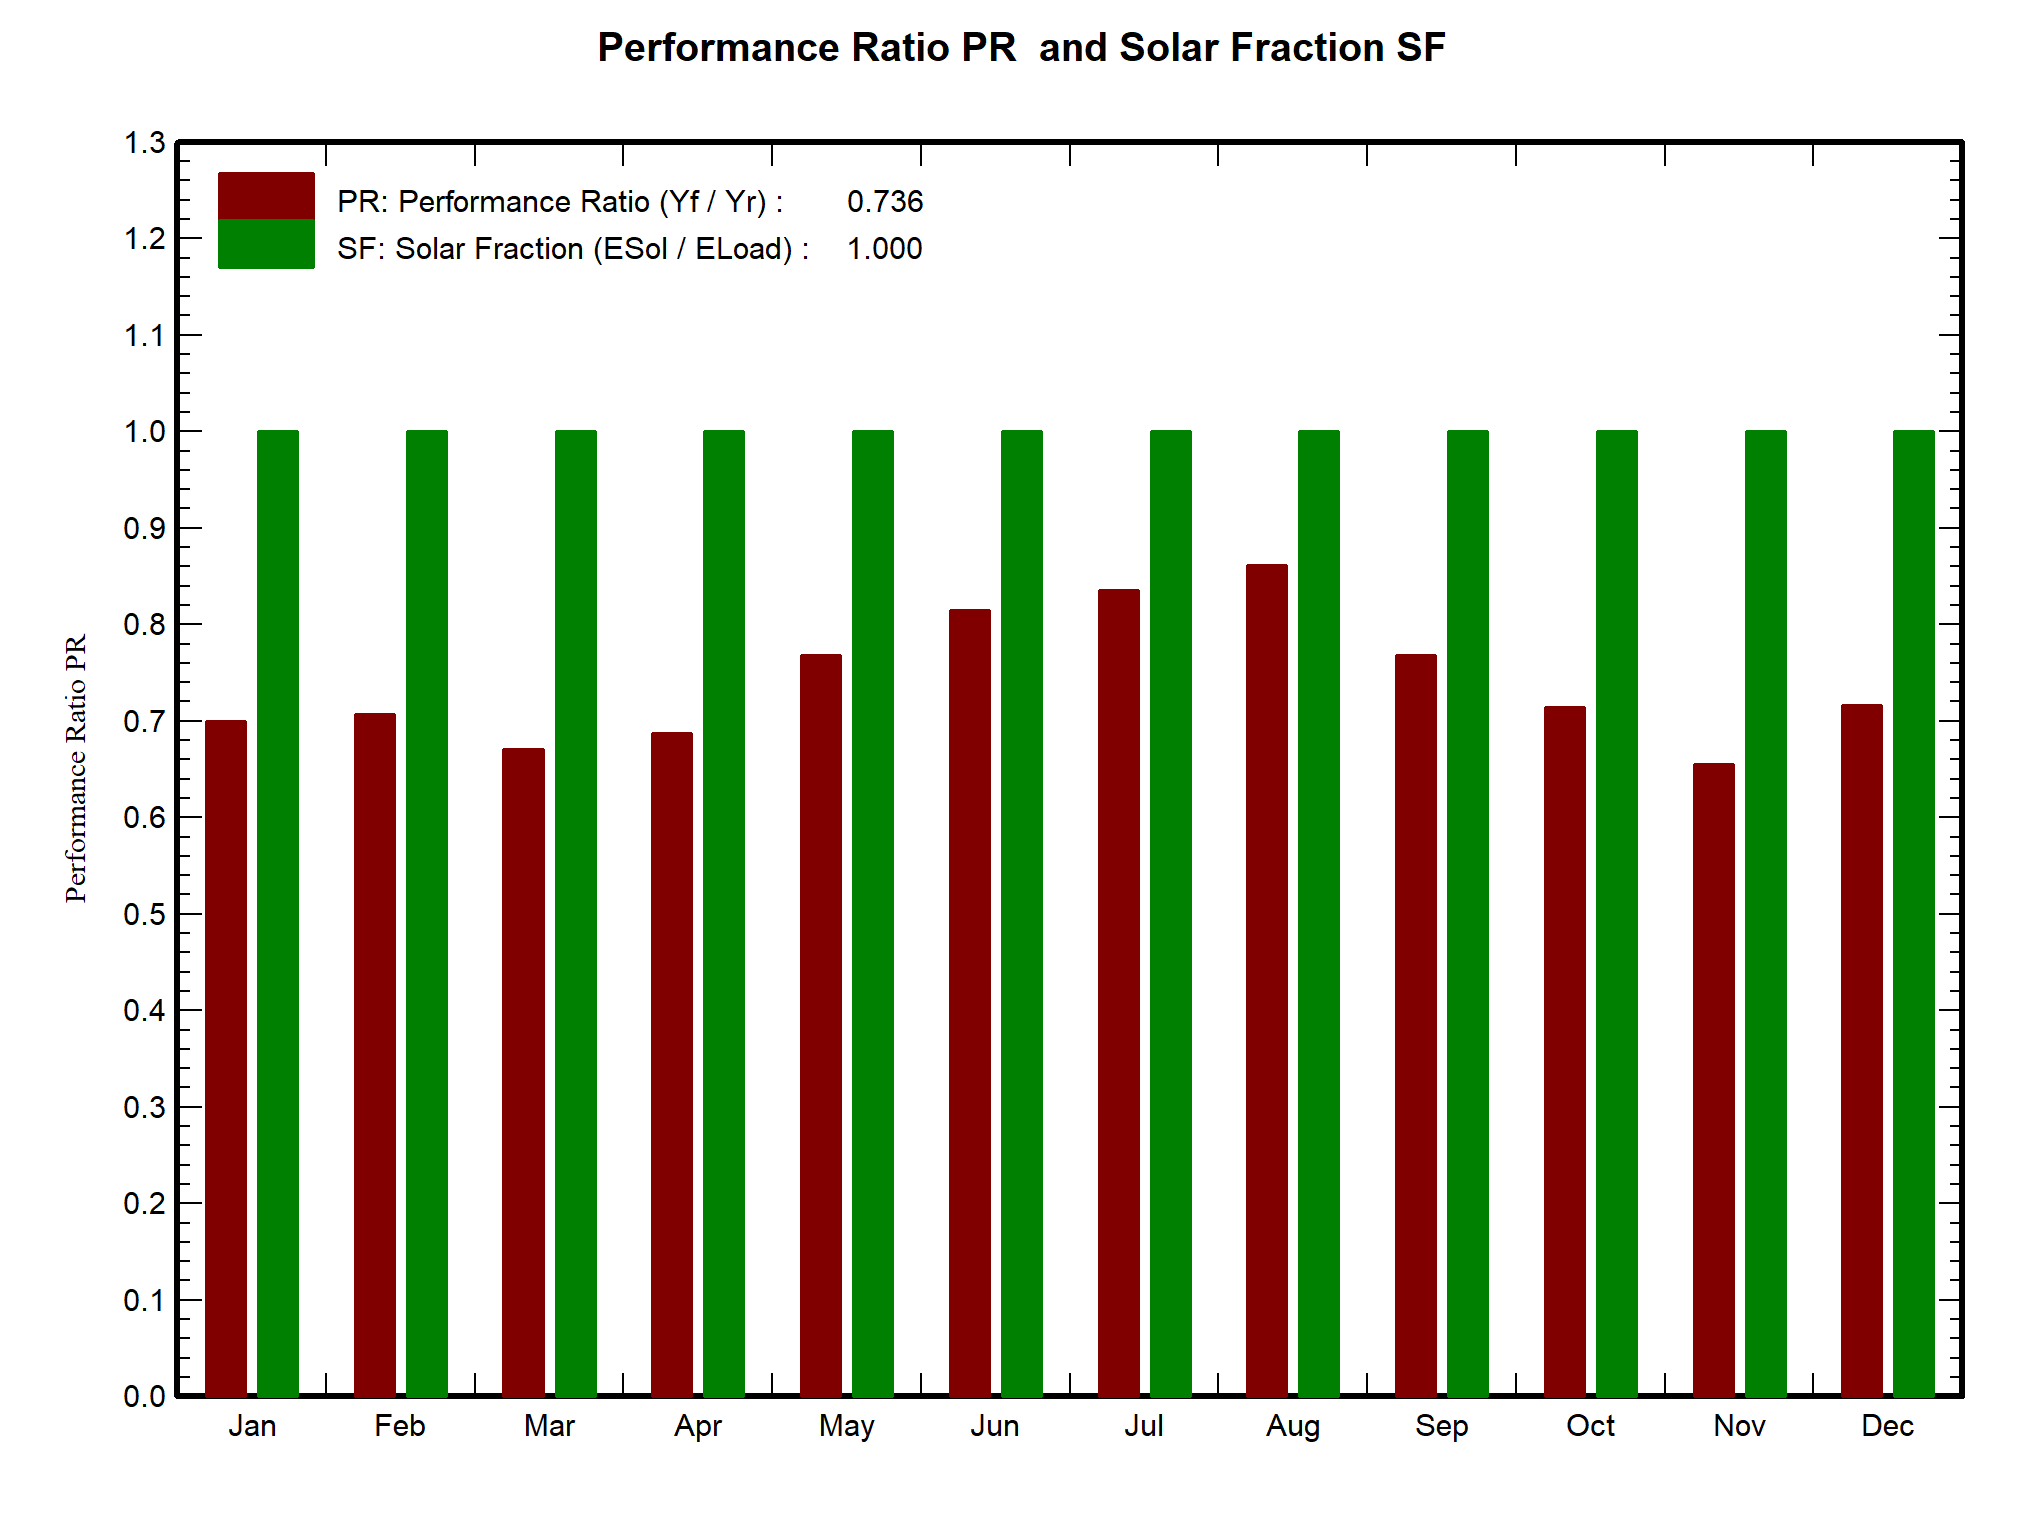 Performance Ratio PR  and Solar Fraction SF
PR: Performance Ratio (Yf / Yr) : 0.736
SF: Solar Fraction (ESol / ELoad) : 1.000
Performance Ratio PR
1.3
1.2
1.1
1.0
0.9
0.8
0.7
0.6
0.5
0.4
0.3
0.2
0.1
0.0
Jan Feb Mar Apr May Jun Jul Aug Sep Oct Nov Dec